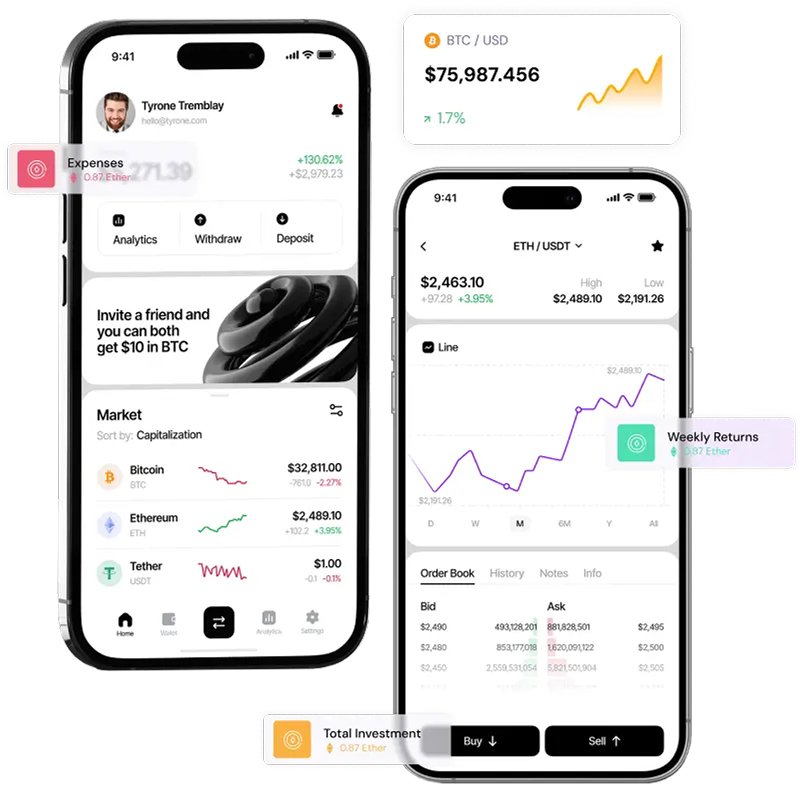 9:41
Tyrone Tremblay
hello@tyrone.com
Expenses
0.87 Ether
271.39
+130.62%
+$2,979.23
Analytics
Withdraw
Deposit
Invite a friend and
you can both
get $10 in BTC
Market
Sort by: Capitalization
Bitcoin
BTC
$32,811.00
-761.0 -2.27%
Ethereum
ETH
$2,489.10
+102.2 +3.95%
Tether
USDT
$1.00
-0.1 -0.1%
Home
Wallet
Analytics
Settings
BTC / USD
$75,987.456
1.7%
9:41
ETH / USDT
$2,463.10
+97.28 +3.95%
High
$2,489.10
Low
$2,191.26
Line
$2,489.10
$2,191.26
Weekly Returns
0.87 Ether
D W M 6M Y All
Order Book History Notes Info
Bid Ask
$2,490 493,128,201 881,828,501 $2,495
$2,480 853,177,018 1,620,091,122 $2,500
$2,450 2,559,531,054 5,821,501,904 $2,505
Total Investment
0.87 Ether
Buy
Sell